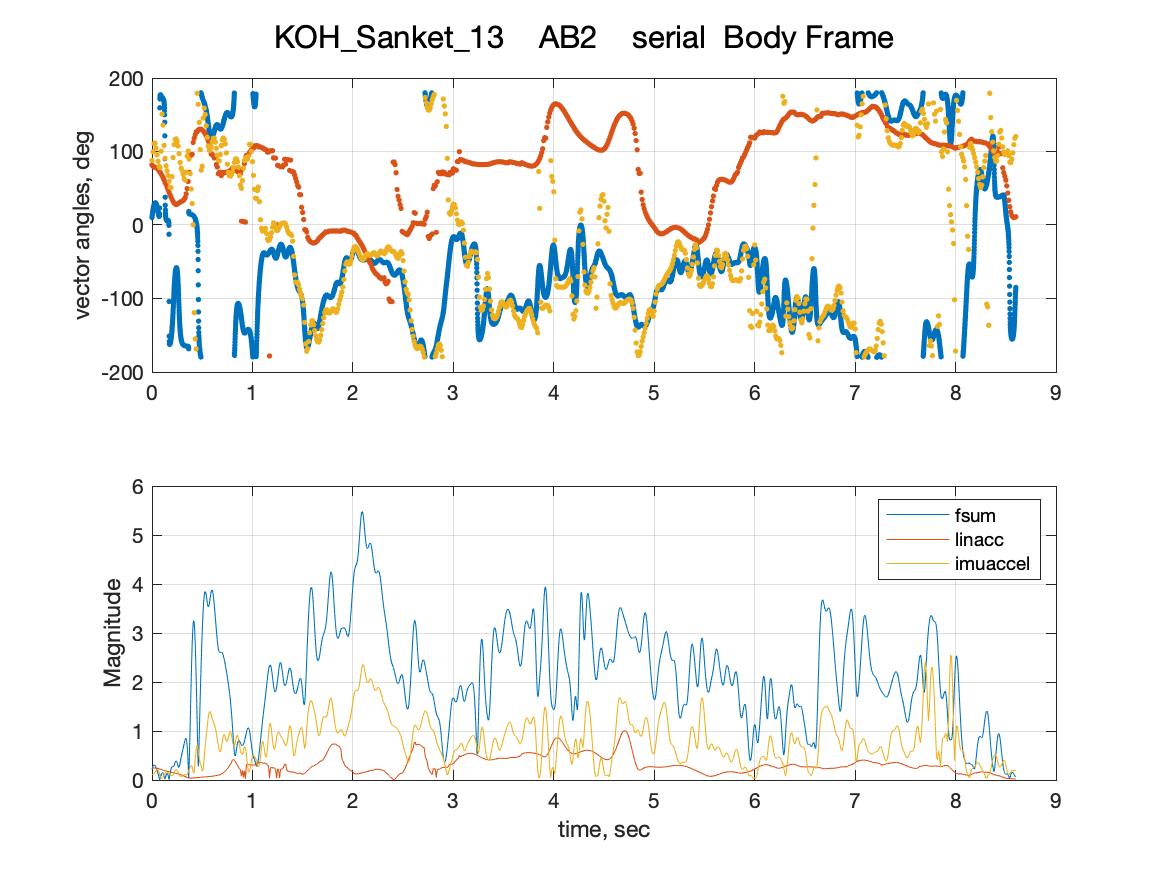 KOH_Sanket_13 AB2 serial Body Frame
200
100
0
-100
-200
vector angles, deg
0 1 2 3 4 5 6 7 8 9
6
5
4
3
2
1
0
Magnitude
fsum
linacc
imuaccel
0 1 2 3 4 5 6 7 8 9
time, sec